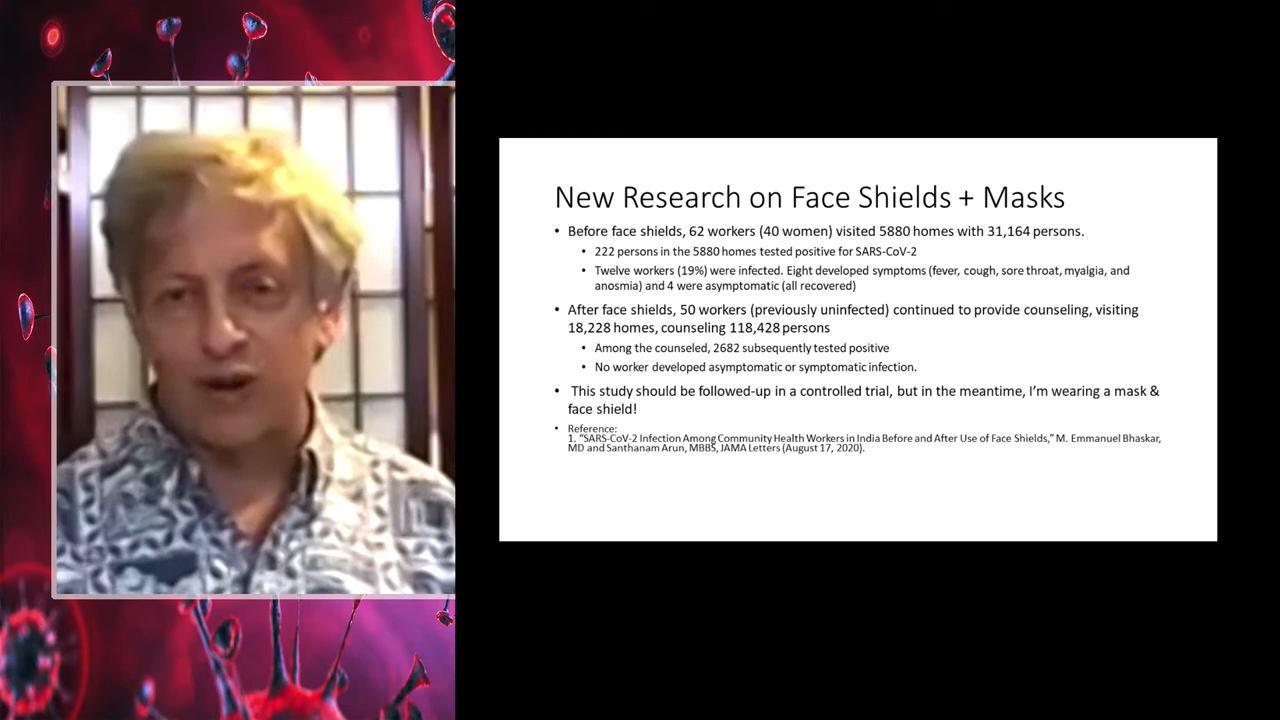 New Research on Face Shields + Masks
• Before face shields, 62 workers (40 women) visited 5880 homes with 31,164 persons.
• 222 persons in the 5880 homes tested positive for SARS-CoV-2
• Twelve workers (19%) were infected. Eight developed symptoms (fever, cough, sore throat, myalgia, and
anosmia) and 4 were asymptomatic (all recovered)
• After face shields, 50 workers (previously uninfected) continued to provide counseling, visiting
18,228 homes, counseling 118,428 persons
• Among the counseled, 2682 subsequently tested positive
• No worker developed asymptomatic or symptomatic infection.
• This study should be followed-up in a controlled trial, but in the meantime, I'm wearing a mask &
face shield!
• Reference:
1. "SARS-CoV-2 Infection Among Community Health Workers in India Before and After Use of Face Shields," M. Emmanuel Bhaskar,
MD and Santhanam Arun, MBBS, JAMA Letters (August 17, 2020).